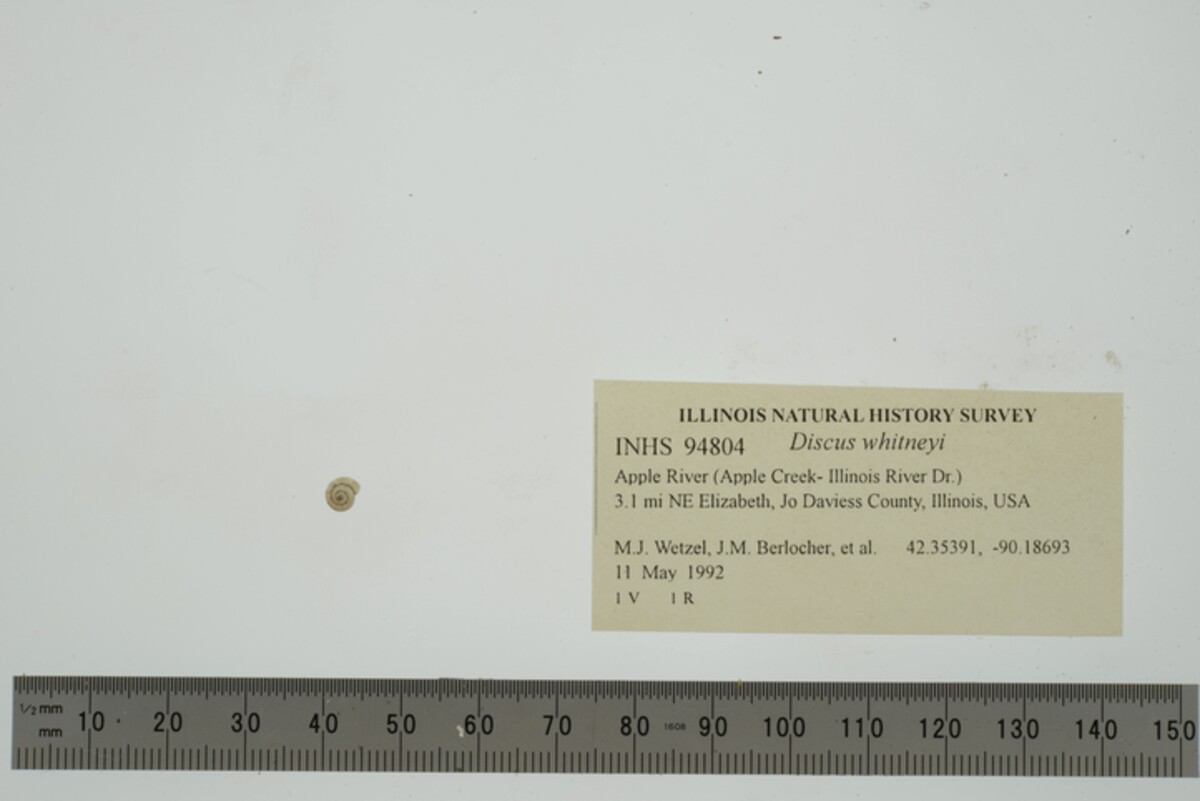 ILLINOIS NATURAL HISTORY SURVEY
INHS 94804 Discus whitneyi
Apple River (Apple Creek- Illinois River Dr.)
3.1 mi NE Elizabeth, Jo Daviess County, Illinois, USA
M.J. Wetzel, J.M. Berlocher, et al. 42.35391, -90.18693
11 May 1992
1 V 1 R
1/2 mm
mm 10 20 30 40 50 60 70 80 1608 90 100 110 120 130 140 150